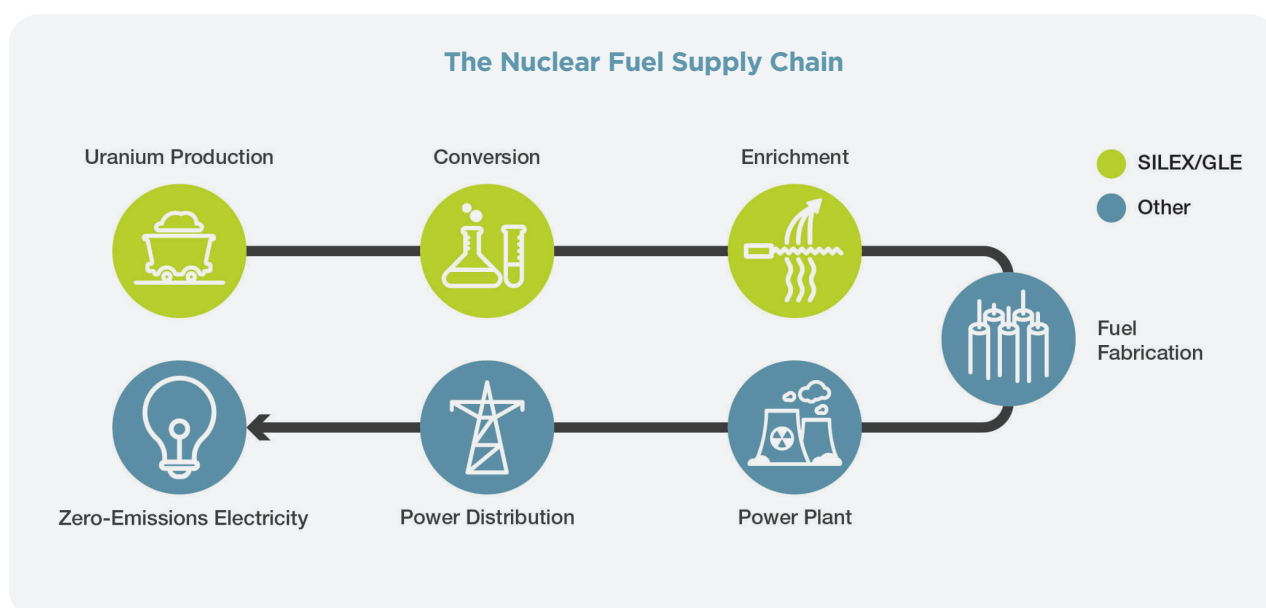 The Nuclear Fuel Supply Chain
Uranium Production
Conversion
Enrichment
SILEX/GLE
Other
Fuel
Fabrication
Zero-Emissions Electricity
Power Distribution
Power Plant